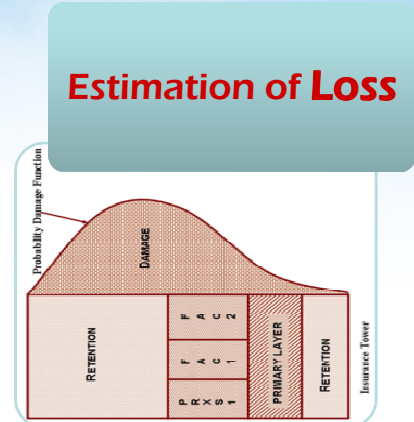 Estimation of Loss
Probability Damage Function
DAMAGE
RETENTION
F A C 2
F A C 1
P R X S 1
PRIMARY LAYER
RETENTION
Insurance Tower